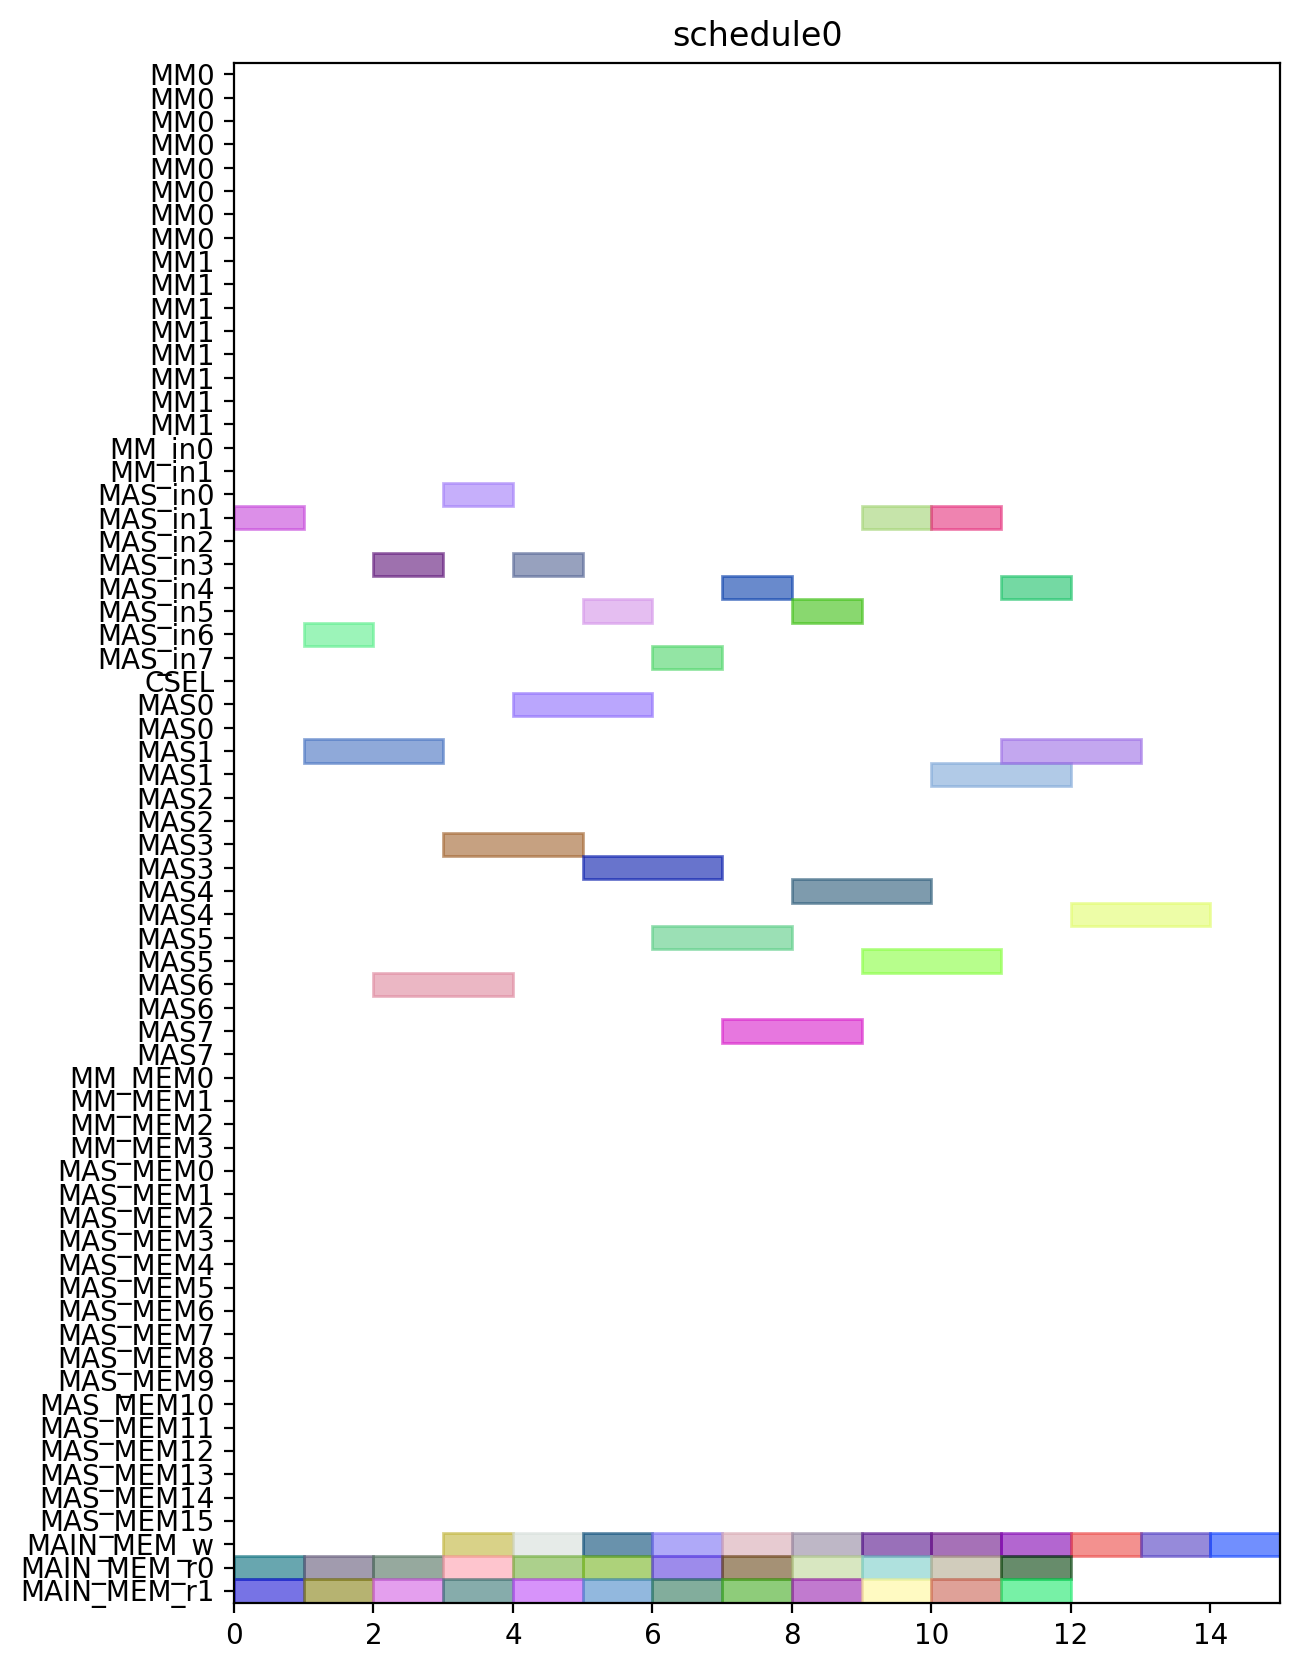 schedule0
MM0
MM0
MM0
MM0
MM0
MM0
MM0
MM0
MM1
MM1
MM1
MM1
MM1
MM1
MM1
MM1
MM_in0
MM_in1
MAS_in0
MAS_in1
MAS_in2
MAS_in3
MAS_in4
MAS_in5
MAS_in6
MAS_in7
CSEL
MAS0
MAS0
MAS1
MAS1
MAS2
MAS2
MAS3
MAS3
MAS4
MAS4
MAS5
MAS5
MAS6
MAS6
MAS7
MAS7
MM_MEM0
MM_MEM1
MM_MEM2
MM_MEM3
MAS_MEM0
MAS_MEM1
MAS_MEM2
MAS_MEM3
MAS_MEM4
MAS_MEM5
MAS_MEM6
MAS_MEM7
MAS_MEM8
MAS_MEM9
MAS_MEM10
MAS_MEM11
MAS_MEM12
MAS_MEM13
MAS_MEM14
MAS_MEM15
MAIN_MEM_w
MAIN_MEM_r0
MAIN_MEM_r1
0 2 4 6 8 10 12 14